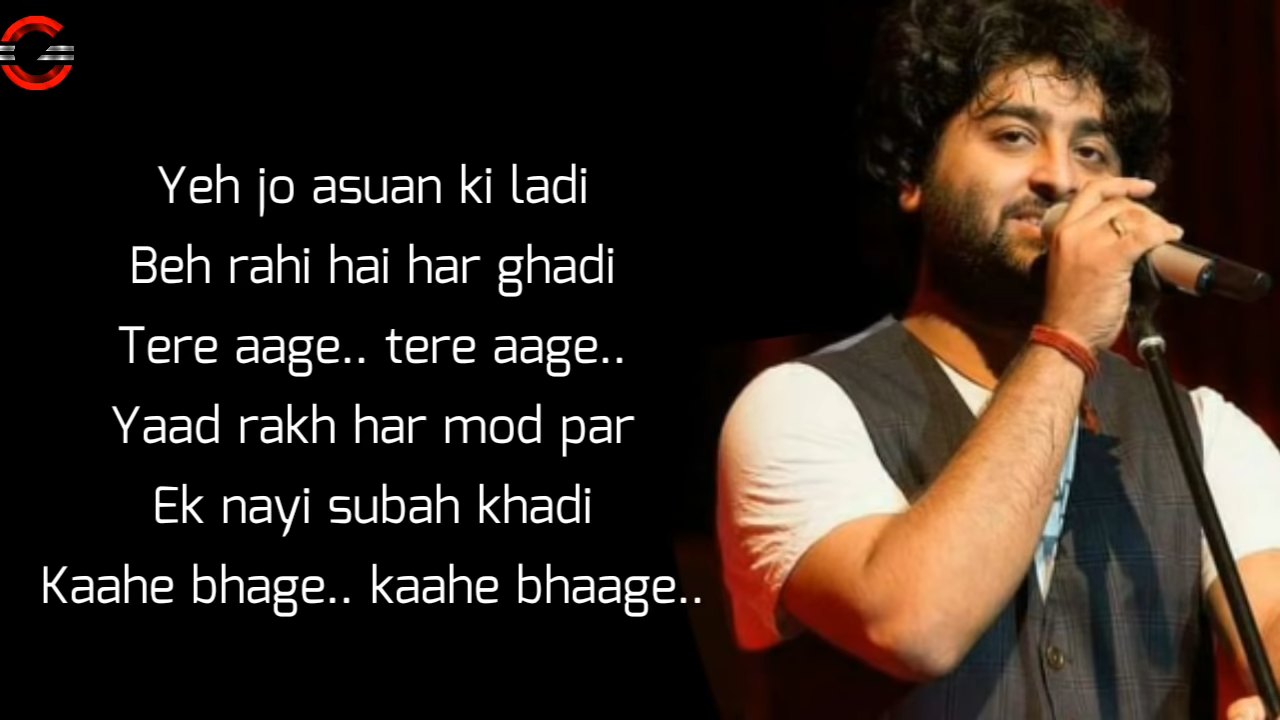 Yeh jo asuan ki ladi
Beh rahi hai har ghadi
Tere aage.. tere aage..
Yaad rakh har mod par
Ek nayi subah khadi
Kaahe bhage.. kaahe bhaage..